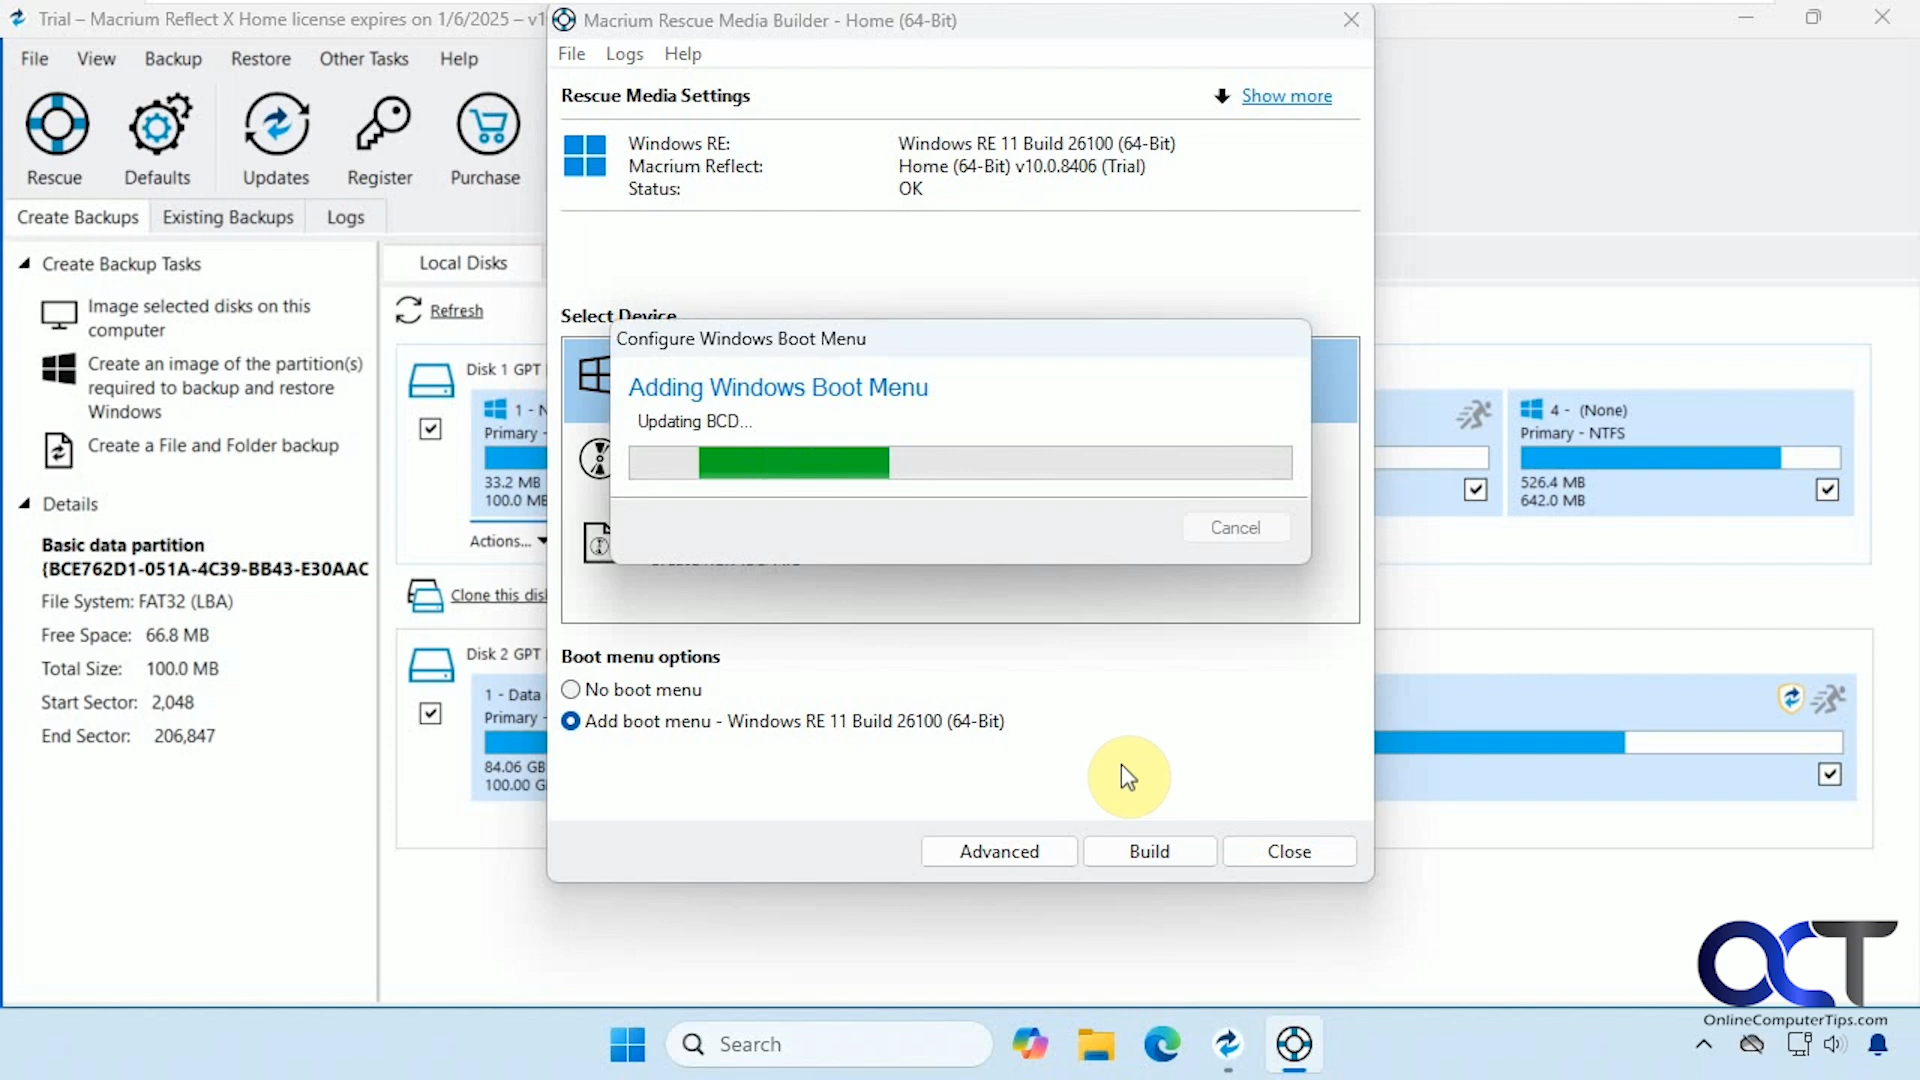 Trial – Macrium Reflect X Home license expires on 1/6/2025 – v1
File View Backup Restore Other Tasks Help
Rescue Defaults Updates Register Purchase
Create Backups Existing Backups Logs
Create Backup Tasks
Image selected disks on this
computer
Create an image of the partition(s)
required to backup and restore
Windows
Create a File and Folder backup
Details
Basic data partition
{BCE762D1-051A-4C39-BB43-E30AAC
File System: FAT32 (LBA)
Free Space: 66.8 MB
Total Size: 100.0 MB
Start Sector: 2,048
End Sector: 206,847
Local Disks
Refresh
Disk 1 GPT
1 - N
Primary -
33.2 MB
100.0 MB
Actions...
Clone this disk
Disk 2 GPT
1 - Data
Primary -
84.06 GB
100.00 G
Macrium Rescue Media Builder - Home (64-Bit)
File Logs Help
Rescue Media Settings
Show more
Windows RE: Windows RE 11 Build 26100 (64-Bit)
Macrium Reflect: Home (64-Bit) v10.0.8406 (Trial)
Status: OK
Select Device
Configure Windows Boot Menu
Adding Windows Boot Menu
Updating BCD...
Cancel
Boot menu options
No boot menu
Add boot menu - Windows RE 11 Build 26100 (64-Bit)
Advanced Build Close
4 - (None)
Primary - NTFS
526.4 MB
642.0 MB
OCT
OnlineComputerTips.com
Search